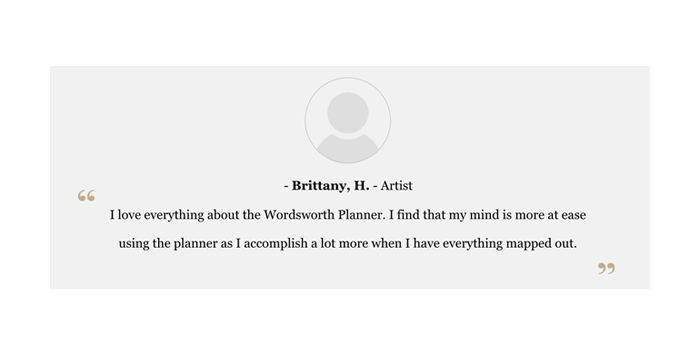 - Brittany, H. - Artist
“
I love everything about the Wordsworth Planner. I find that my mind is more at ease
using the planner as I accomplish a lot more when I have everything mapped out.
”